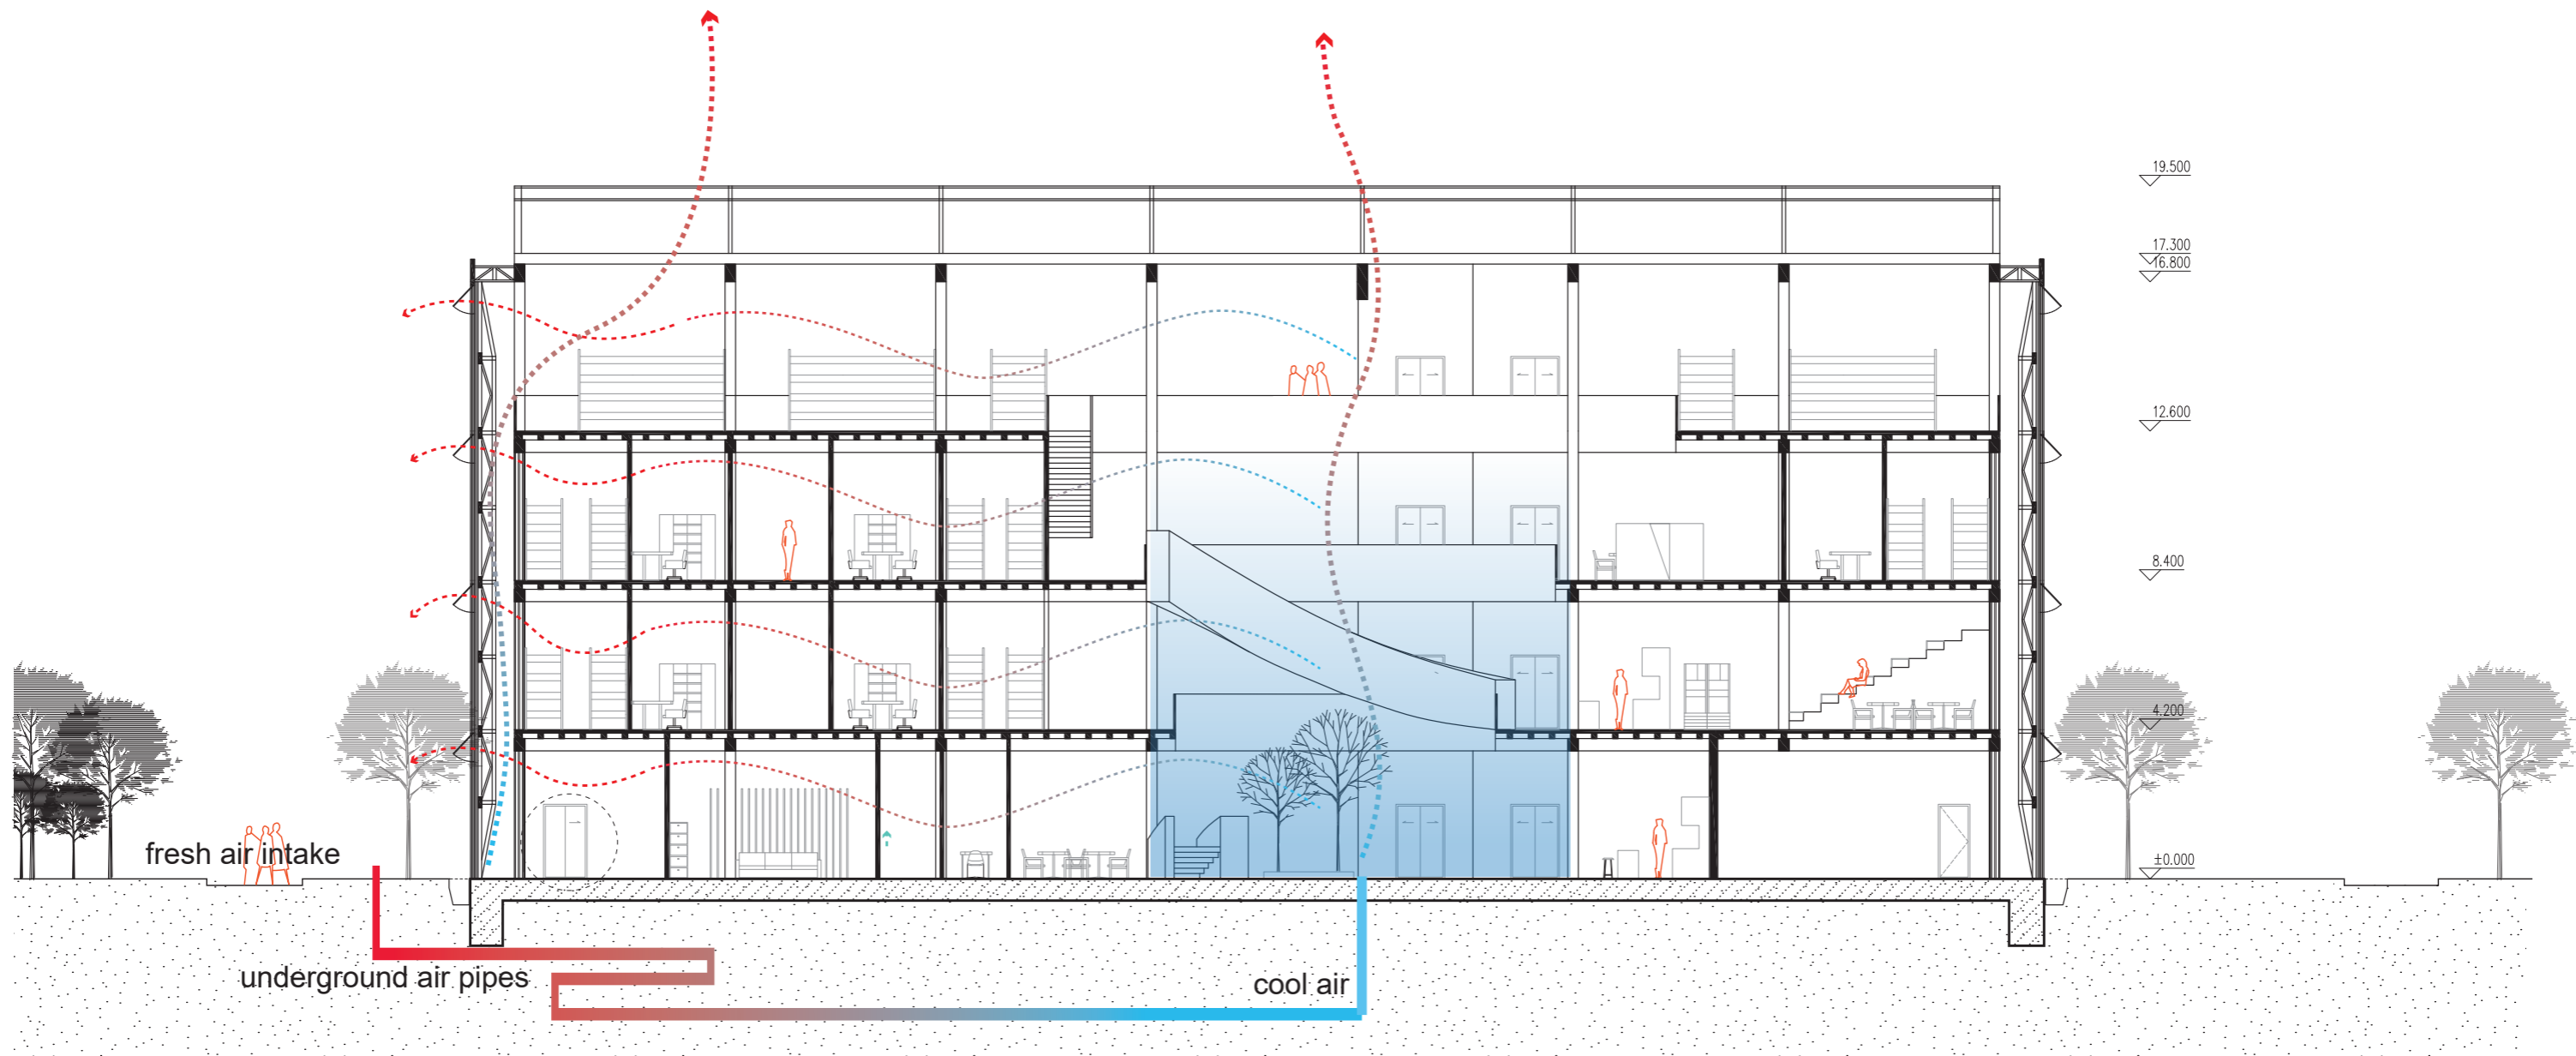 19.500
17.300
16.800
12.600
8.400
4.200
±0.000
fresh air intake
underground air pipes
cool air